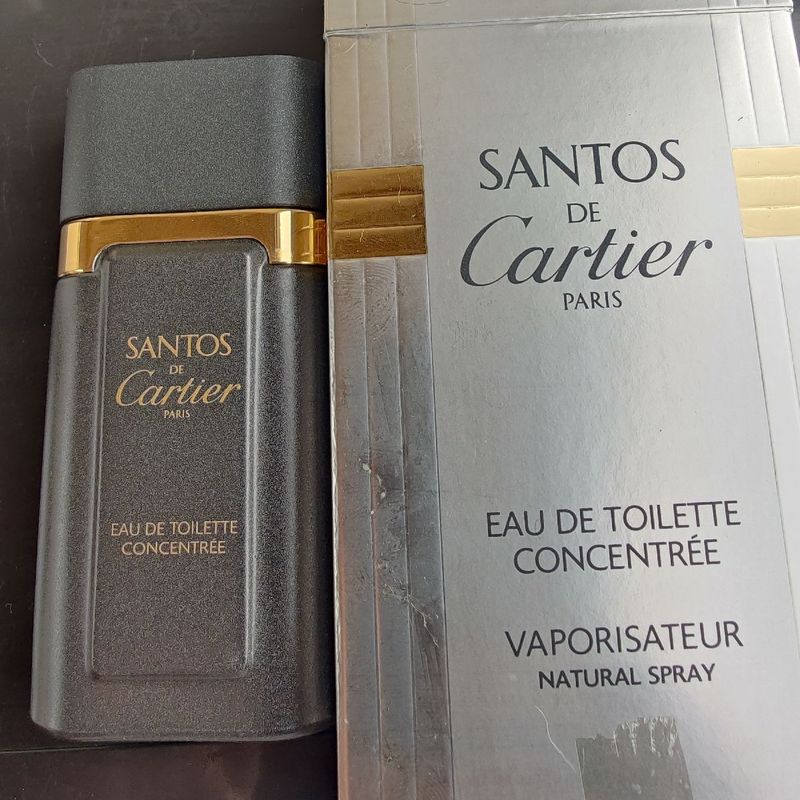 SANTOS
DE
Cartier
PARIS
EAU DE TOILETTE
CONCENTRÉE
SANTOS
DE
Cartier
PARIS
EAU DE TOILETTE
CONCENTRÉE
VAPORISATEUR
NATURAL SPRAY